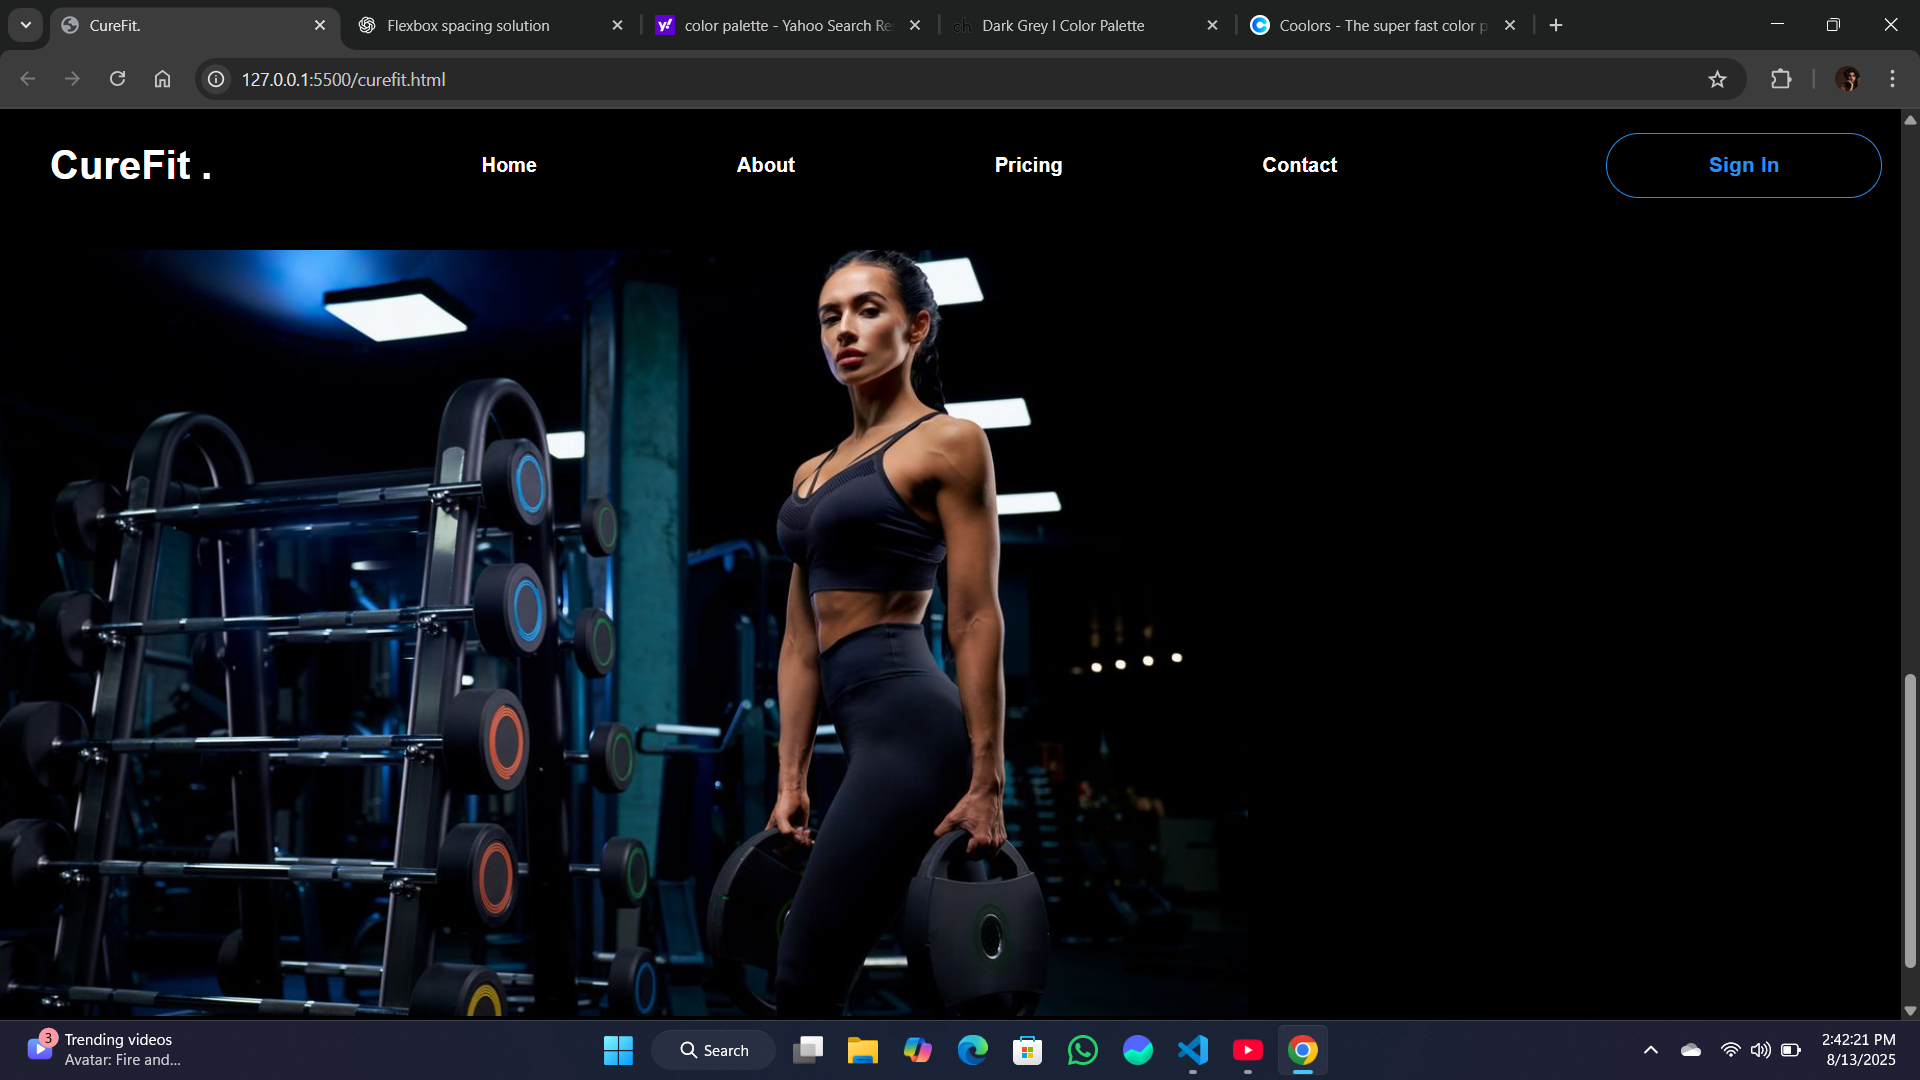 CureFit.
Flexbox spacing solution
color palette - Yahoo Search Re
Dark Grey I Color Palette
Coolors - The super fast color p
127.0.0.1:5500/curefit.html
CureFit .
Home
About
Pricing
Contact
Sign In
3
Trending videos
Avatar: Fire and...
Search
2:42:21 PM
8/13/2025